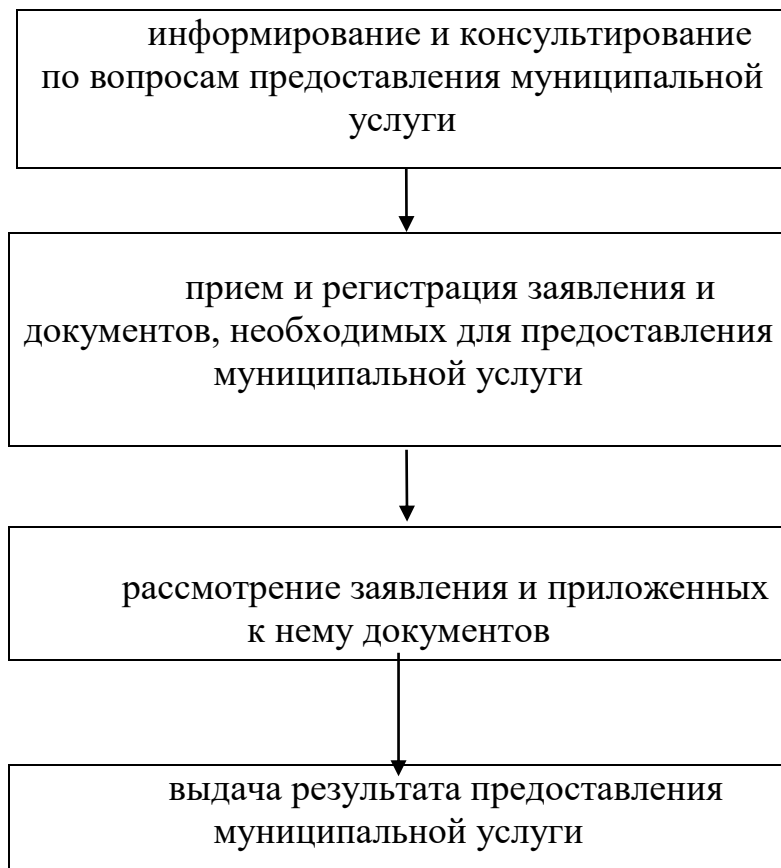 информирование и консультирование
по вопросам предоставления муниципальной
услуги
прием и регистрация заявления и
документов, необходимых для предоставления
муниципальной услуги
рассмотрение заявления и приложенных
к нему документов
выдача результата предоставления
муниципальной услуги